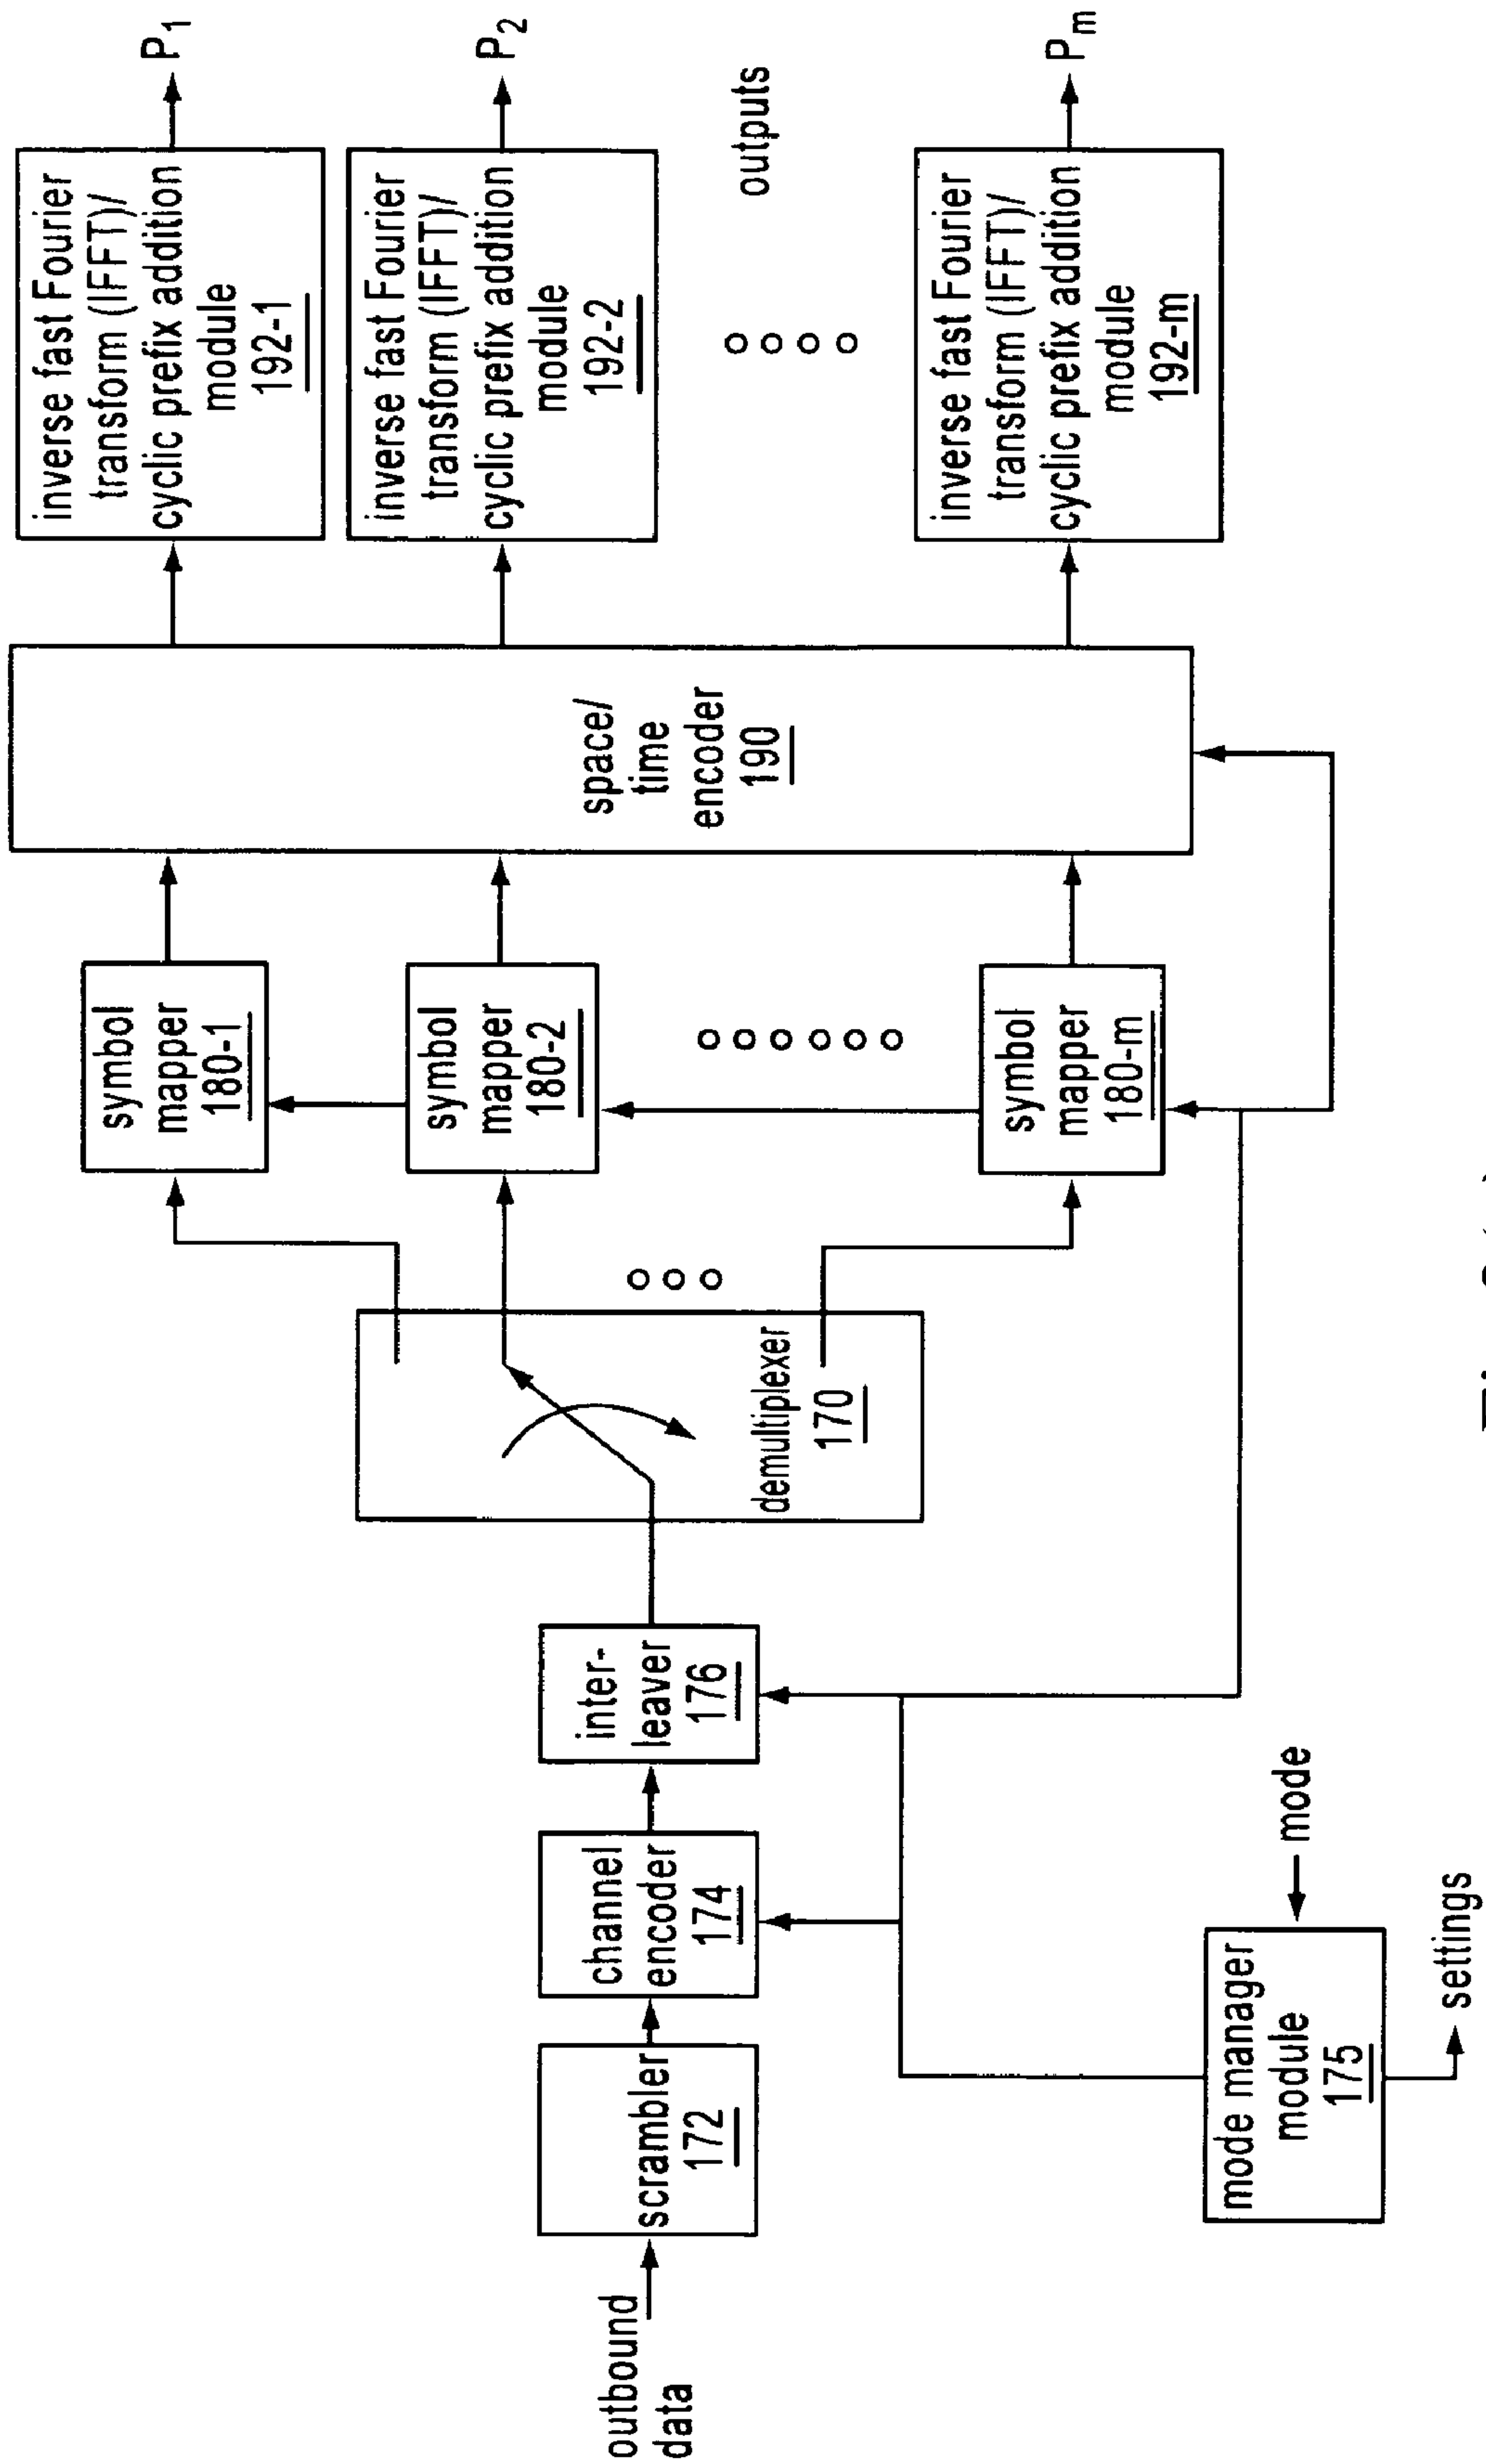 outbound
data
scrambler
172
channel
encoder
174
inter-
leaver
176
mode manager
module
175
mode
settings
demultiplexer
170
symbol
mapper
180-1
symbol
mapper
180-2
symbol
mapper
180-m
space/
time
encoder
190
inverse fast Fourier
transform (IFFT)/
cyclic prefix addition
module
192-1
inverse fast Fourier
transform (IFFT)/
cyclic prefix addition
module
192-2
inverse fast Fourier
transform (IFFT)/
cyclic prefix addition
module
192-m
P1
P2
outputs
Pm